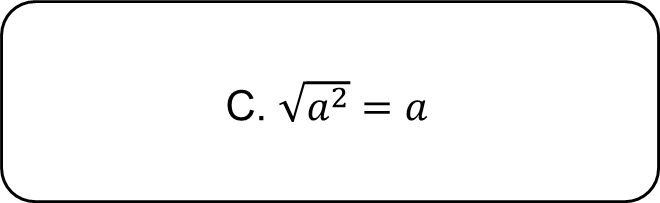 C. √a² = a